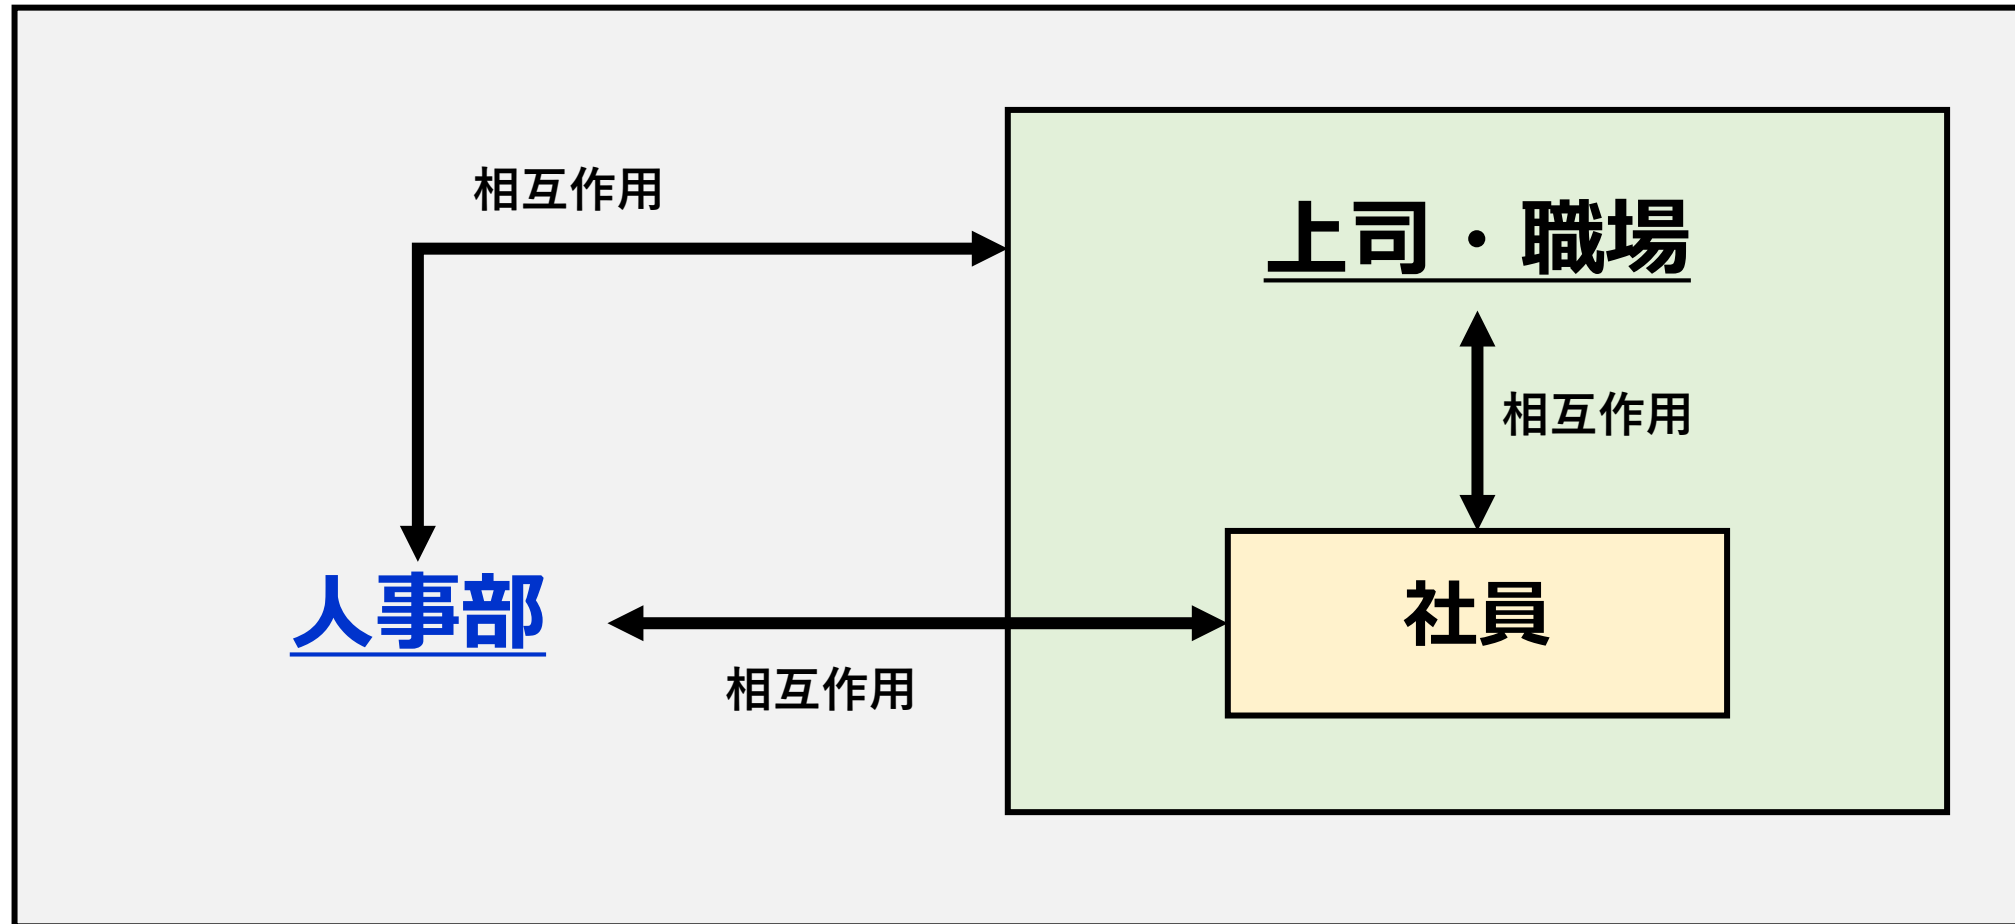 相互作用
上司・職場
相互作用
人事部
社員
相互作用